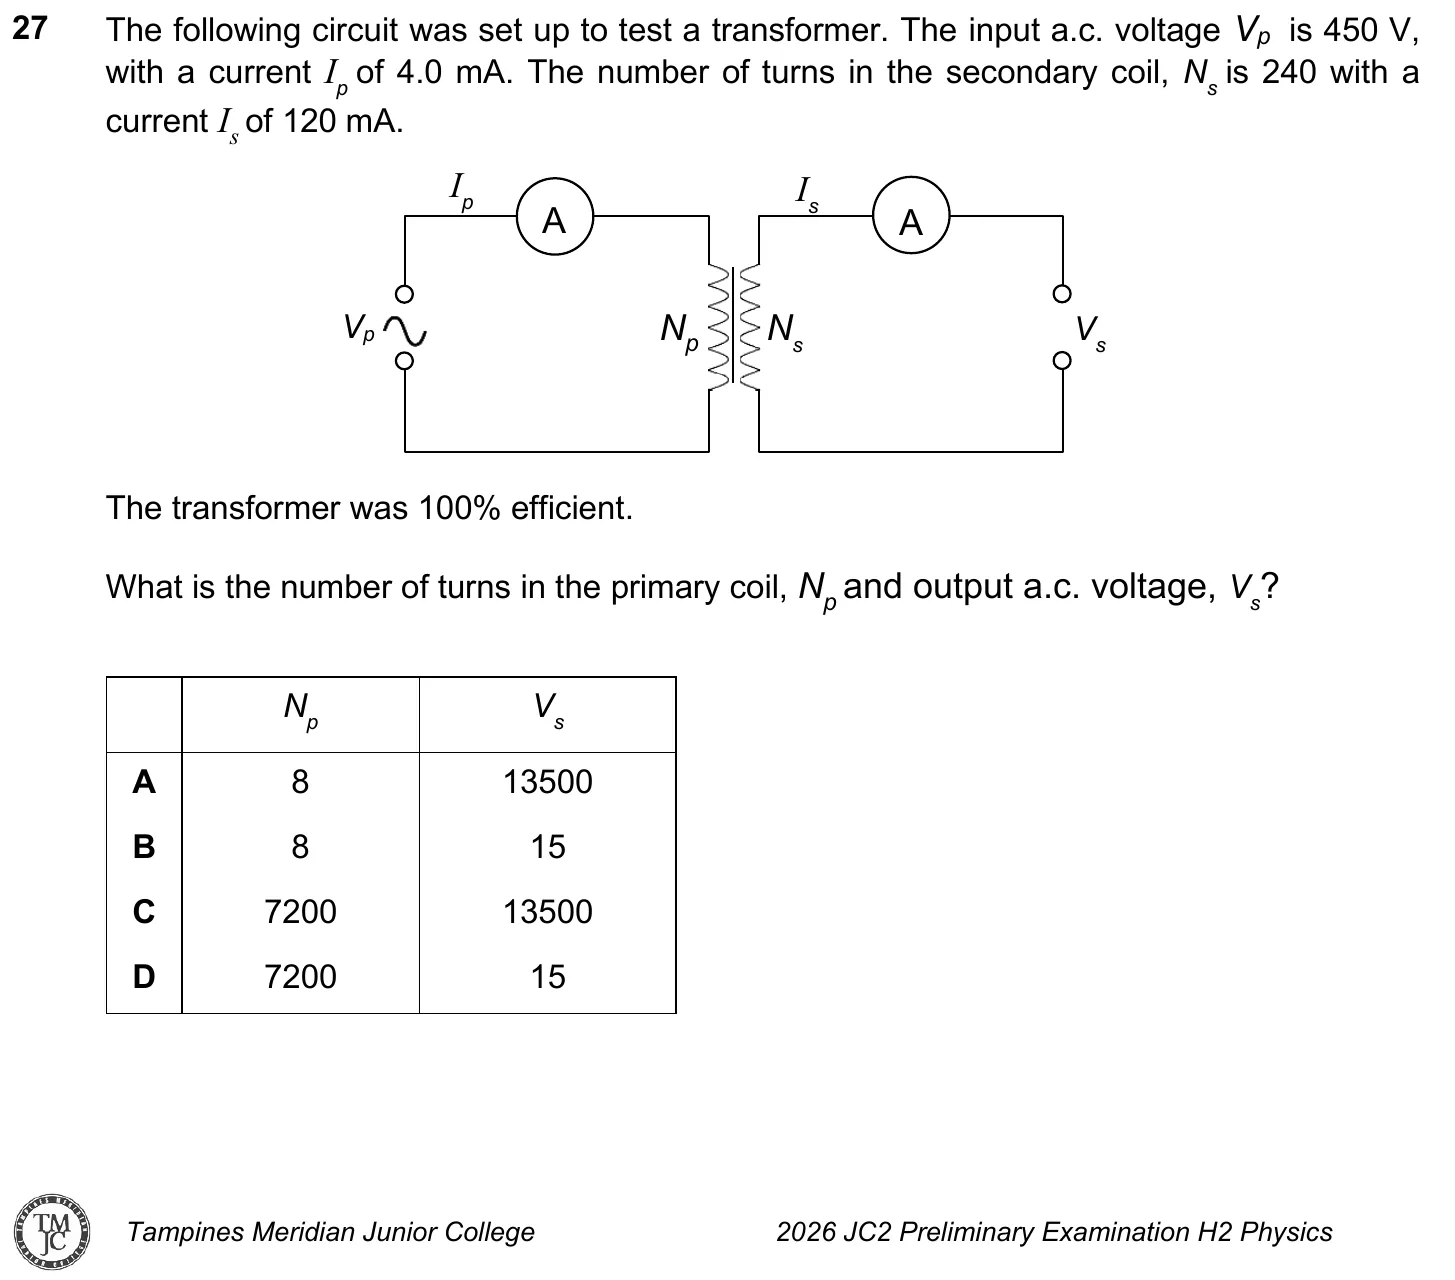 27 The following circuit was set up to test a transformer. The input a.c. voltage Vp is 450 V,
with a current Ip of 4.0 mA. The number of turns in the secondary coil, Ns is 240 with a
current Is of 120 mA.
Ip A Is A
Vp Np Ns Vs
The transformer was 100% efficient.
What is the number of turns in the primary coil, Np and output a.c. voltage, Vs?
Np Vs
A 8 13500
B 8 15
C 7200 13500
D 7200 15
TM
JC
Tampines Meridian Junior College 2026 JC2 Preliminary Examination H2 Physics